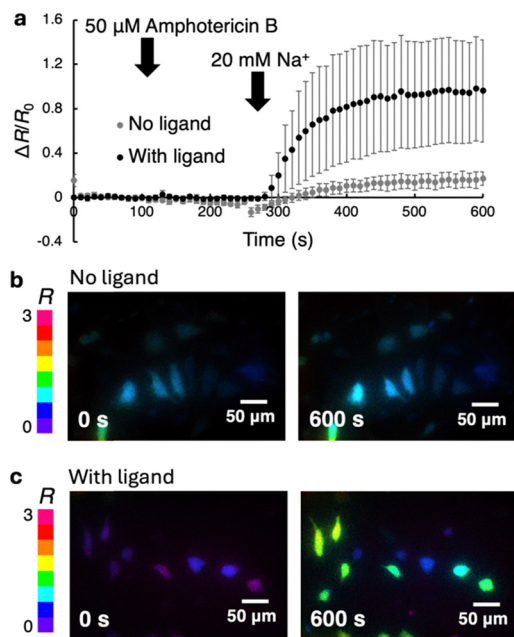 a
50 µM Amphotericin B
20 mM Na⁺
No ligand
With ligand
ΔR/R₀
1.6
1.2
0.8
0.4
0
-0.4
0 100 200 300 400 500 600
Time (s)
b No ligand
R
3
0
0 s
50 µm
600 s
50 µm
c With ligand
R
3
0
0 s
50 µm
600 s
50 µm